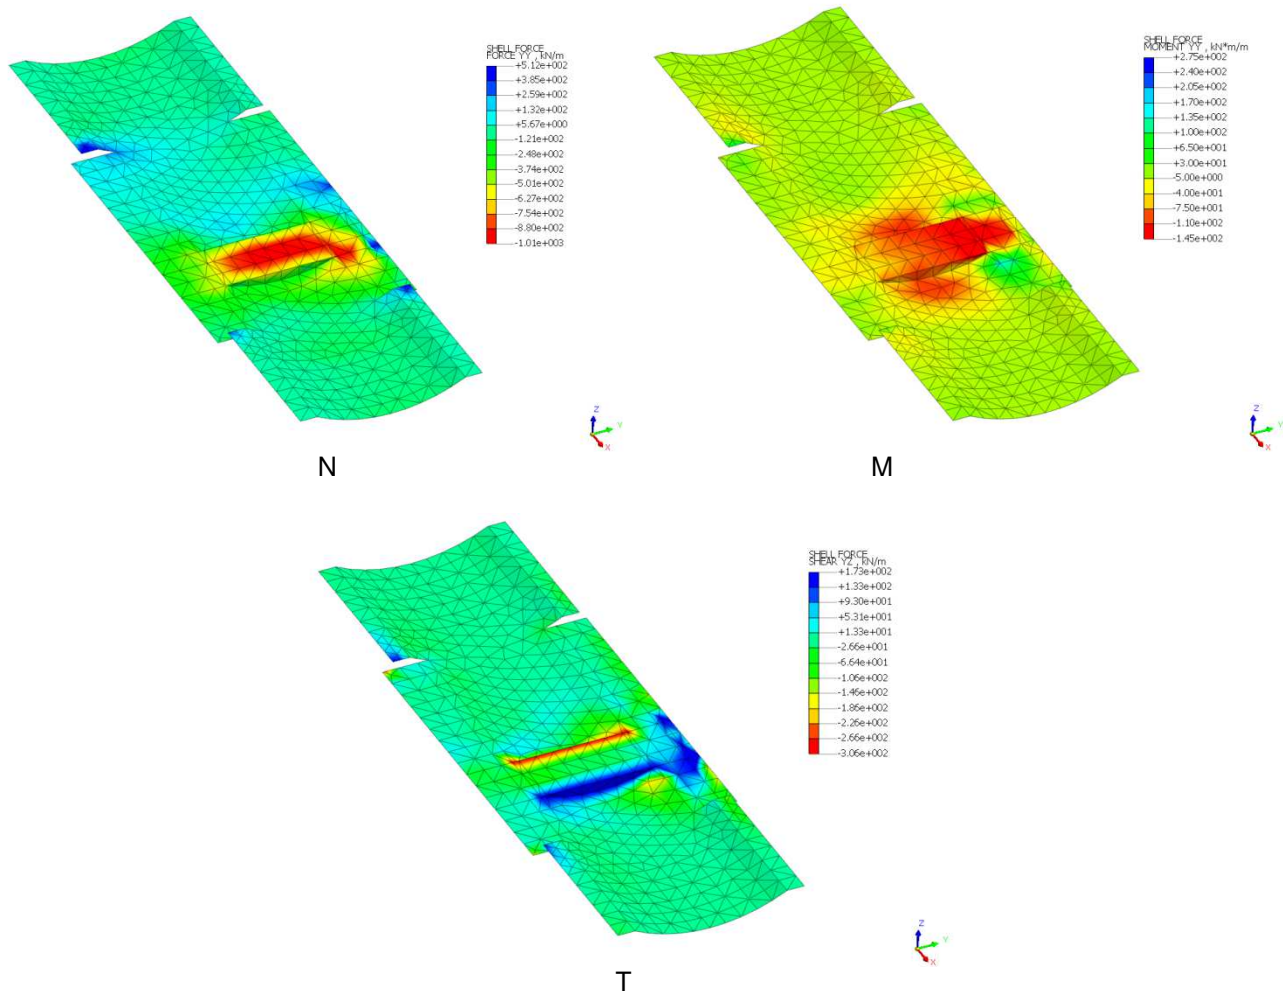 SHELL FORCE
FORCE YY , kN/m
+5.12e+002
+3.85e+002
+2.59e+002
+1.32e+002
+5.67e+000
-1.21e+002
-2.48e+002
-3.74e+002
-5.01e+002
-6.27e+002
-7.54e+002
-8.80e+002
-1.01e+003
Z
Y
X
N
SHELL FORCE
MOMENT YY , kN*m/m
+2.75e+002
+2.40e+002
+2.05e+002
+1.70e+002
+1.35e+002
+1.00e+002
+6.50e+001
+3.00e+001
-5.00e+000
-4.00e+001
-7.50e+001
-1.10e+002
-1.45e+002
Z
Y
X
M
SHELL FORCE
SHEAR YZ , kN/m
+1.73e+002
+1.33e+002
+9.30e+001
+5.31e+001
+1.33e+001
-2.66e+001
-6.64e+001
-1.06e+002
-1.46e+002
-1.86e+002
-2.26e+002
-2.66e+002
-3.06e+002
Z
Y
X
T